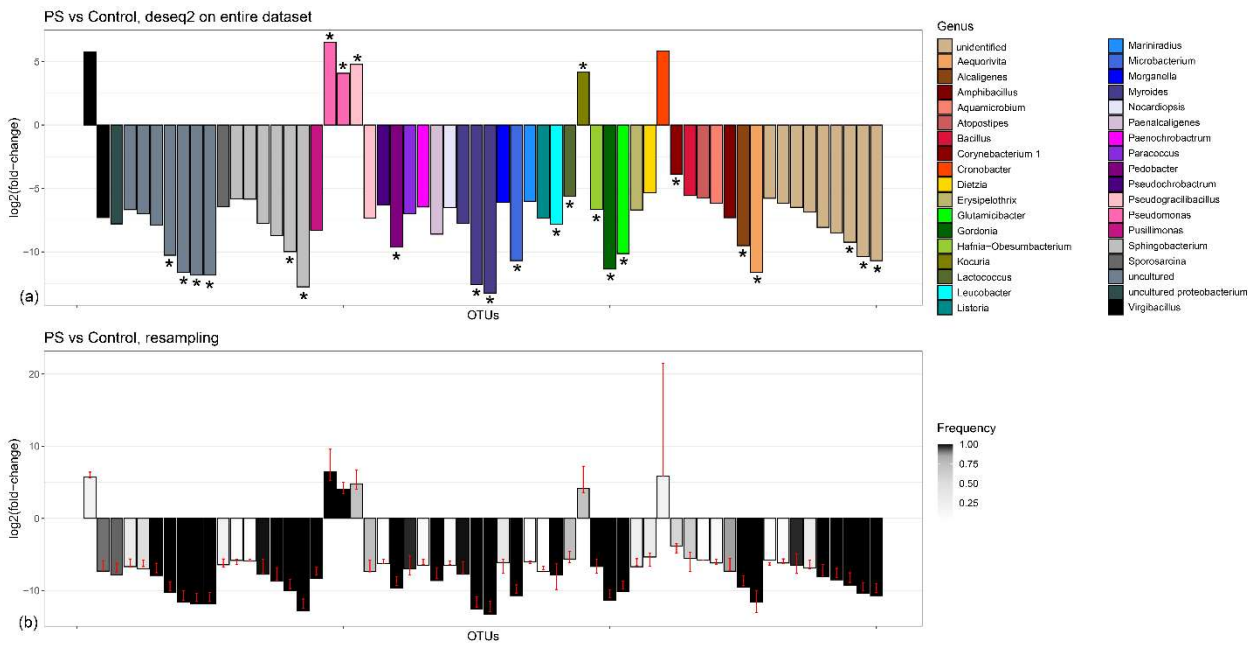 PS vs Control, deseq2 on entire dataset
log2(fold−change)
5
0
−5
−10
(a)
* * * * * * * * * * * * * * * * * * * * * * * * *
OTUs
Genus
unidentified
Aequorivita
Alcaligenes
Amphibacillus
Aquamicrobium
Atopostipes
Bacillus
Corynebacterium 1
Cronobacter
Dietzia
Erysipelothrix
Glutamicibacter
Gordonia
Hafnia−Obesumbacterium
Kocuria
Lactococcus
Leucobacter
Listoria
Mariniradius
Microbacterium
Morganella
Myroides
Nocardiopsis
Paenalcaligenes
Paenochrobactrum
Paracoccus
Pedobacter
Pseudochrobactrum
Pseudogracilibacillus
Pseudomonas
Pusillimonas
Sphingobacterium
Sporosarcina
uncultured
uncultured proteobacterium
Virgibacillus
PS vs Control, resampling
log2(fold−change)
20
10
0
−10
(b)
OTUs
Frequency
1.00
0.75
0.50
0.25